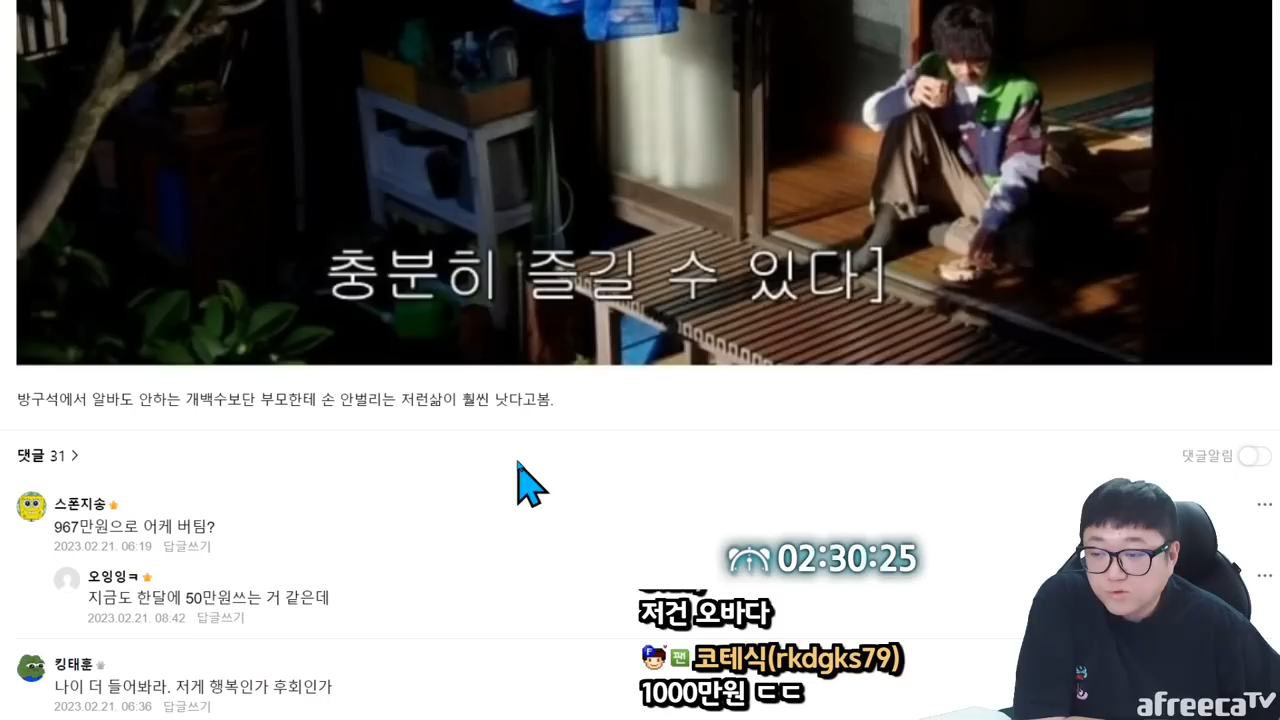 충분히 즐길 수 있다]
방구석에서 알바도 안하는 개백수보단 부모한테 손 안벌리는 저런삶이 훨씬 낫다고봄.
댓글 31 >
댓글알림
스폰지송
967만원으로 어케 버팀?
2023.02.21. 06:19 답글쓰기
오잉잉ㅋ
지금도 한달에 50만원쓰는 거 같은데
2023.02.21. 08:42 답글쓰기
킹태훈
나이 더 들어봐라. 저게 행복인가 후회인가
2023.02.21. 06:36 답글쓰기
02:30:25
저건 오바다
F 팬 코테식(rkdgks79)
1000만원 ㄷㄷ
afreecaTV